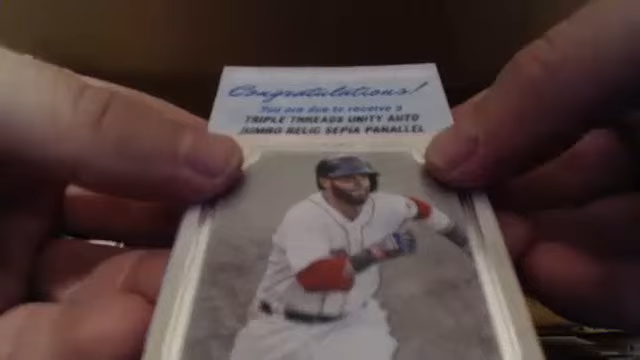 Congratulations!
You are due to receive a
TRIPLE THREADS UNITY AUTO
JUMBO RELIC SEPIA PARALLEL